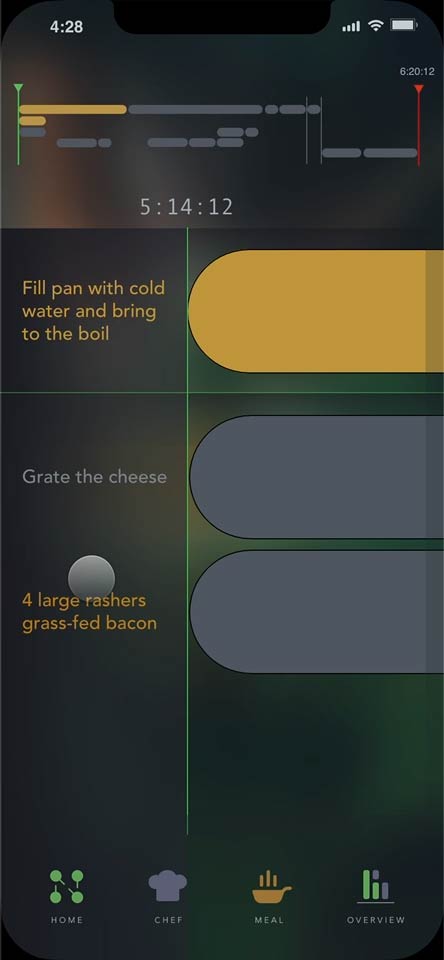 4:28
6:20:12
5:14:12
Fill pan with cold
water and bring
to the boil
Grate the cheese
4 large rashers
grass-fed bacon
HOME
CHEF
MEAL
OVERVIEW